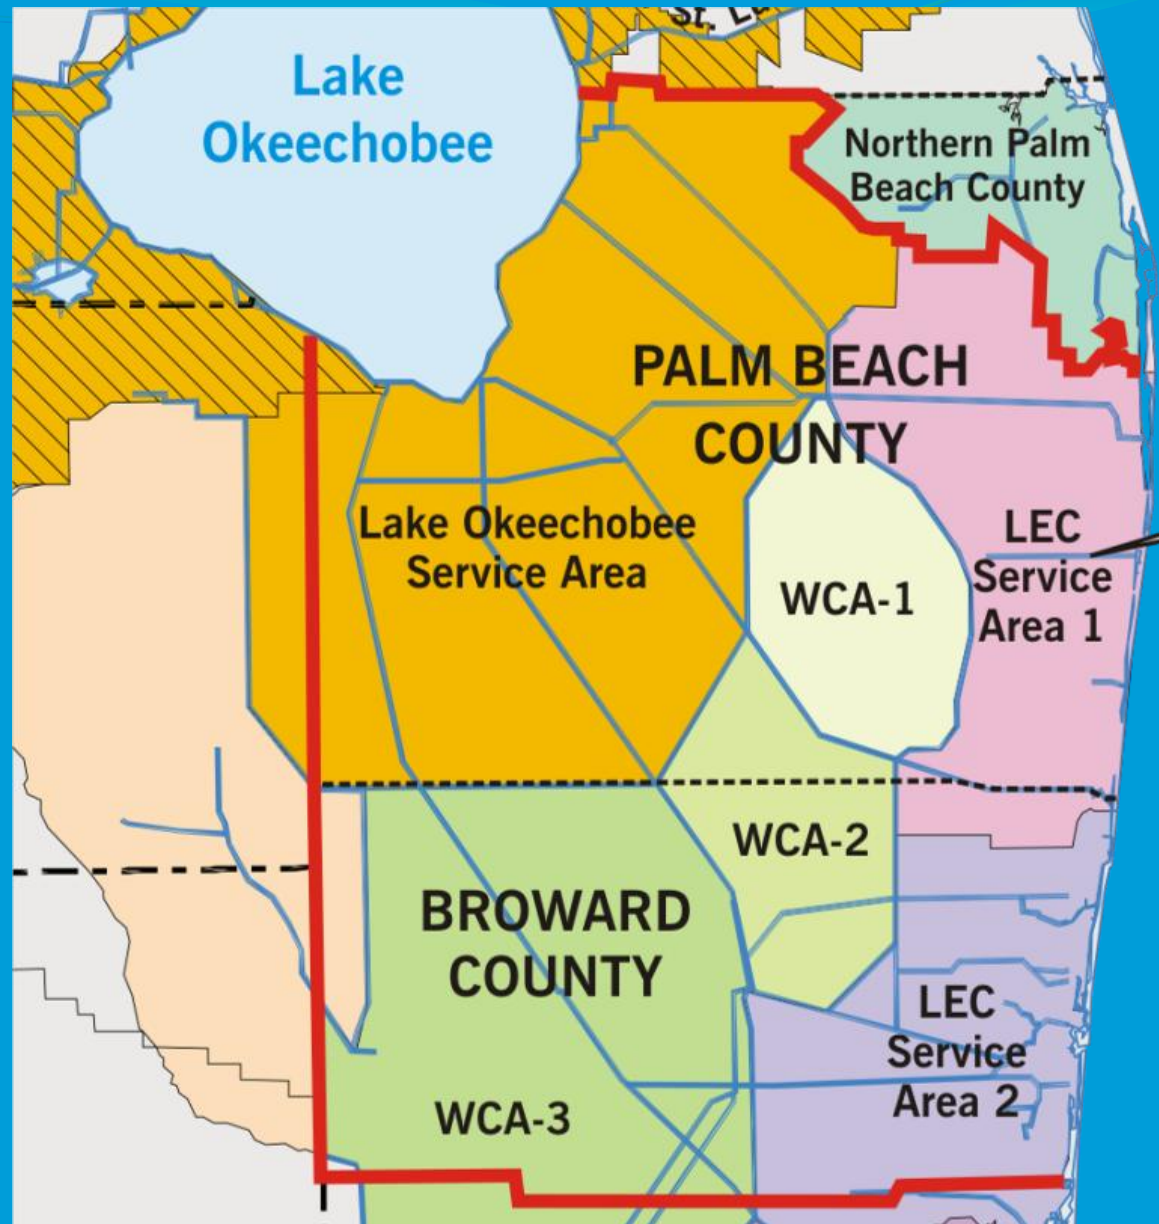 St.
Lake
Okeechobee
Northern Palm
Beach County
PALM BEACH
COUNTY
Lake Okeechobee
Service Area
WCA-1
LEC
Service
Area 1
WCA-2
BROWARD
COUNTY
LEC
Service
Area 2
WCA-3